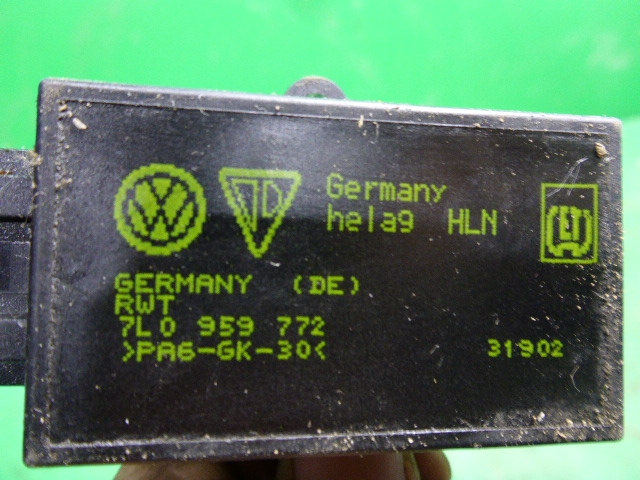 Germany
hela9 HLN
GERMANY (DE)
RWT
7L0 959 772
>PA6-GK-30< 31902